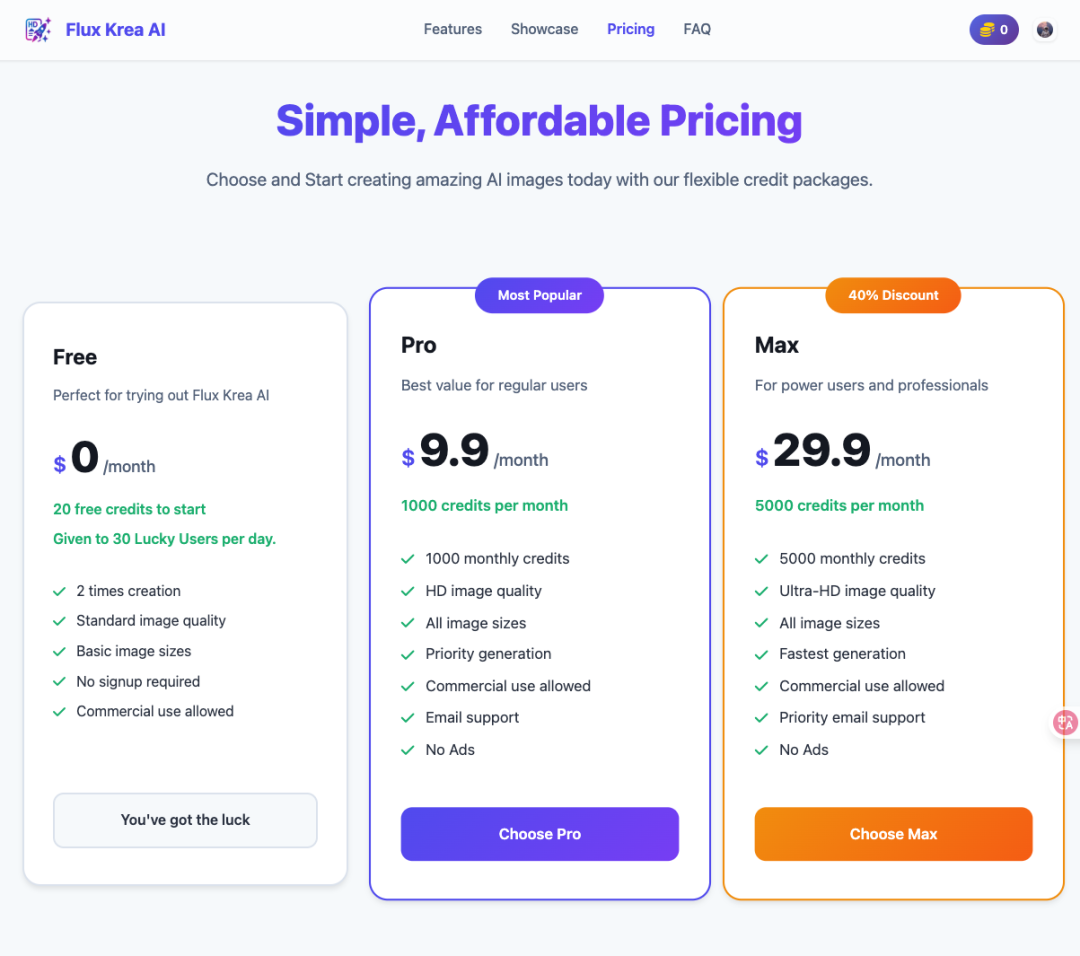 Flux Krea AI
Features
Showcase
Pricing
FAQ
0
Simple, Affordable Pricing
Choose and Start creating amazing AI images today with our flexible credit packages.
Free
Perfect for trying out Flux Krea AI
$ 0 /month
20 free credits to start
Given to 30 Lucky Users per day.
2 times creation
Standard image quality
Basic image sizes
No signup required
Commercial use allowed
You've got the luck
Most Popular
Pro
Best value for regular users
$ 9.9 /month
1000 credits per month
1000 monthly credits
HD image quality
All image sizes
Priority generation
Commercial use allowed
Email support
No Ads
Choose Pro
40% Discount
Max
For power users and professionals
$ 29.9 /month
5000 credits per month
5000 monthly credits
Ultra-HD image quality
All image sizes
Fastest generation
Commercial use allowed
Priority email support
No Ads
Choose Max